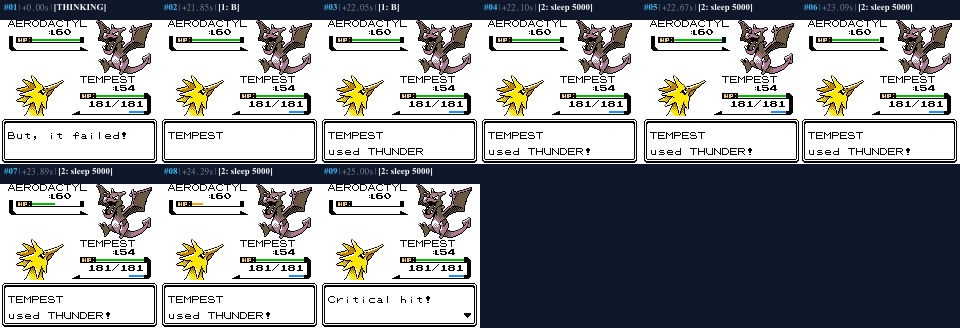 #01|+0.00s|[THINKING]
AERODACTYL
:L60
HP:
TEMPEST
:L54
HP:
181/181
But, it failed!
#02|+21.85s|[1: B]
AERODACTYL
:L60
HP:
TEMPEST
:L54
HP:
181/181
TEMPEST
#03|+22.05s|[1: B]
AERODACTYL
:L60
HP:
TEMPEST
:L54
HP:
181/181
TEMPEST
used THUNDER
#04|+22.10s|[2: sleep 5000]
AERODACTYL
:L60
HP:
TEMPEST
:L54
HP:
181/181
TEMPEST
used THUNDER!
#05|+22.67s|[2: sleep 5000]
AERODACTYL
:L60
HP:
TEMPEST
:L54
HP:
181/181
TEMPEST
used THUNDER!
#06|+23.09s|[2: sleep 5000]
AERODACTYL
:L60
HP:
TEMPEST
:L54
HP:
181/181
TEMPEST
used THUNDER!
#07|+23.89s|[2: sleep 5000]
AERODACTYL
:L60
HP:
TEMPEST
:L54
HP:
181/181
TEMPEST
used THUNDER!
#08|+24.29s|[2: sleep 5000]
AERODACTYL
:L60
HP:
TEMPEST
:L54
HP:
181/181
TEMPEST
used THUNDER!
#09|+25.00s|[2: sleep 5000]
AERODACTYL
:L60
HP:
TEMPEST
:L54
HP:
181/181
Critical hit!